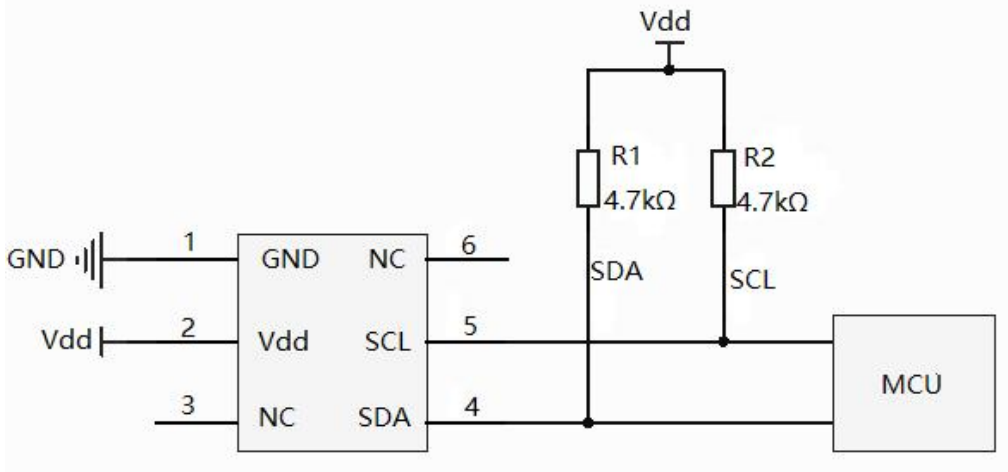 Vdd
R1
R2
4.7kΩ
4.7kΩ
1
6
GND
GND
NC
SDA
SCL
2
5
Vdd
Vdd
SCL
MCU
3
4
NC
SDA